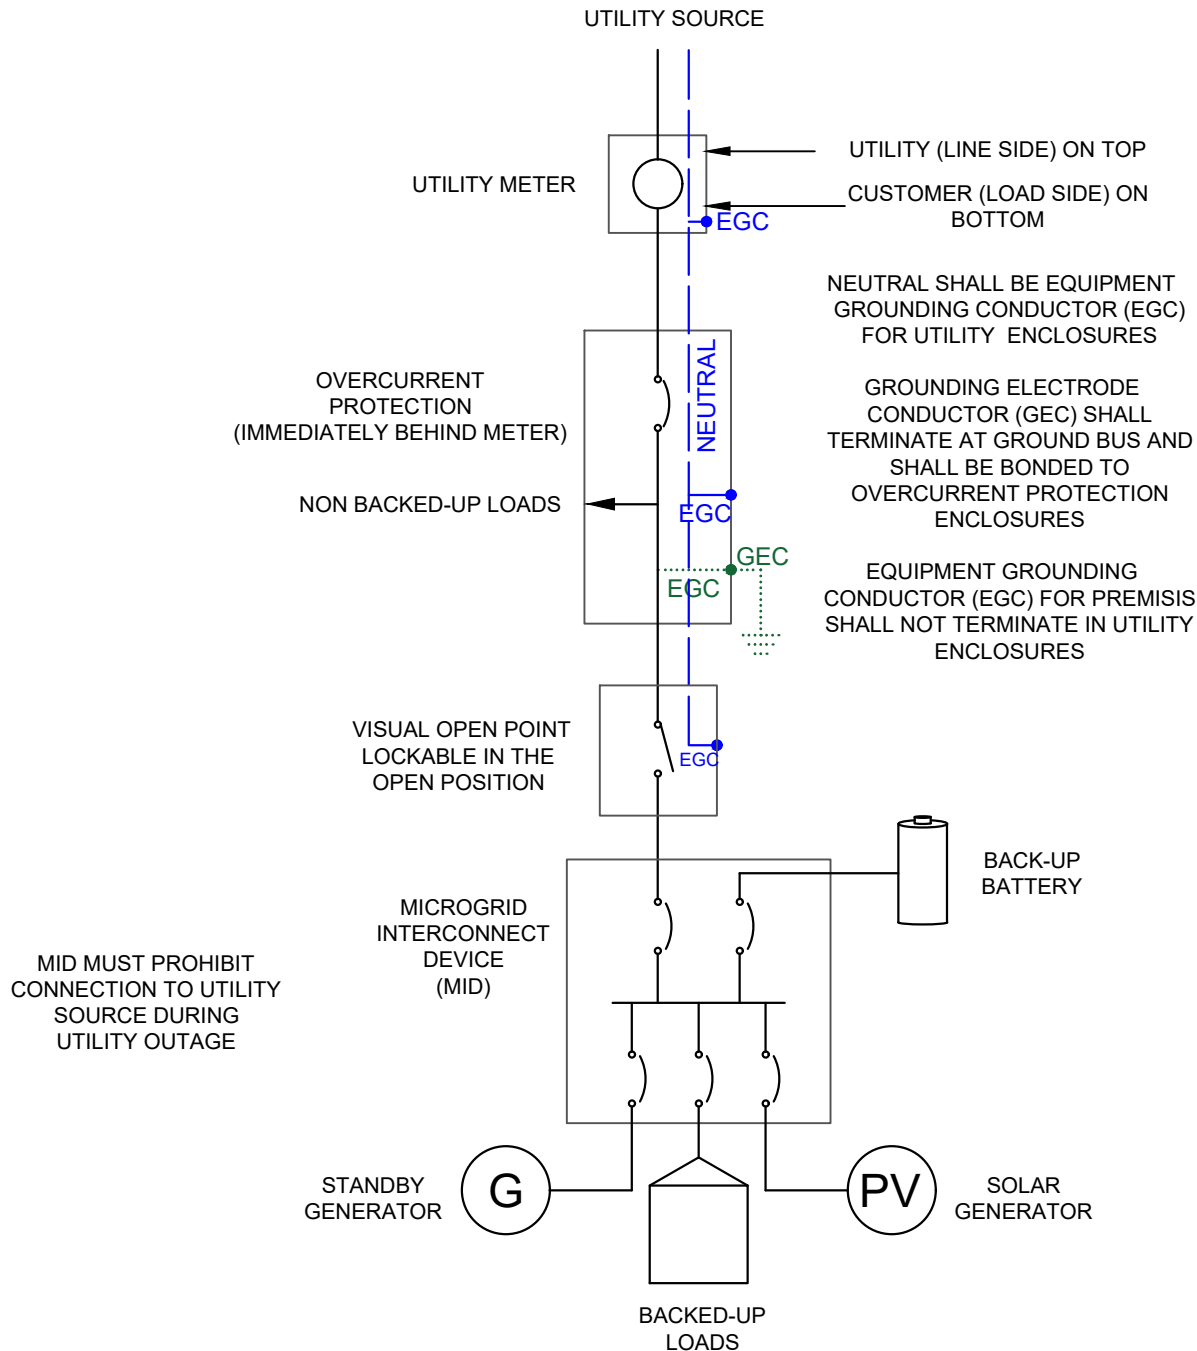 UTILITY SOURCE
UTILITY (LINE SIDE) ON TOP
UTILITY METER
CUSTOMER (LOAD SIDE) ON
BOTTOM
EGC
NEUTRAL SHALL BE EQUIPMENT
GROUNDING CONDUCTOR (EGC)
FOR UTILITY ENCLOSURES
OVERCURRENT
PROTECTION
(IMMEDIATELY BEHIND METER)
NEUTRAL
GROUNDING ELECTRODE
CONDUCTOR (GEC) SHALL
TERMINATE AT GROUND BUS AND
SHALL BE BONDED TO
OVERCURRENT PROTECTION
ENCLOSURES
NON BACKED-UP LOADS
EGC
GEC
EGC
EQUIPMENT GROUNDING
CONDUCTOR (EGC) FOR PREMISIS
SHALL NOT TERMINATE IN UTILITY
ENCLOSURES
VISUAL OPEN POINT
LOCKABLE IN THE
OPEN POSITION
EGC
BACK-UP
BATTERY
MICROGRID
INTERCONNECT
DEVICE
(MID)
MID MUST PROHIBIT
CONNECTION TO UTILITY
SOURCE DURING
UTILITY OUTAGE
STANDBY
GENERATOR
G
PV
SOLAR
GENERATOR
BACKED-UP
LOADS